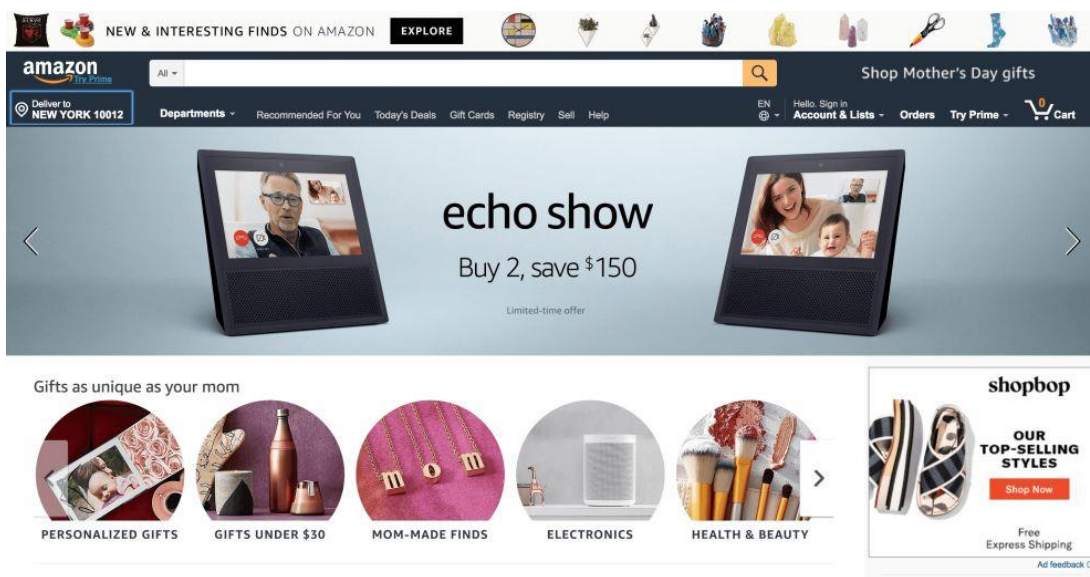 NEW & INTERESTING FINDS ON AMAZON EXPLORE
amazon
Try Prime
All
Shop Mother's Day gifts
Deliver to
NEW YORK 10012
Departments
Recommended For You Today's Deals Gift Cards Registry Sell Help
EN
Hello. Sign in
Account & Lists
Orders
Try Prime
0
Cart
echo show
Buy 2, save $150
Limited-time offer
Gifts as unique as your mom
m o m
PERSONALIZED GIFTS
GIFTS UNDER $30
MOM-MADE FINDS
ELECTRONICS
HEALTH & BEAUTY
shopbop
OUR
TOP-SELLING
STYLES
Shop Now
Free
Express Shipping
Ad feedback